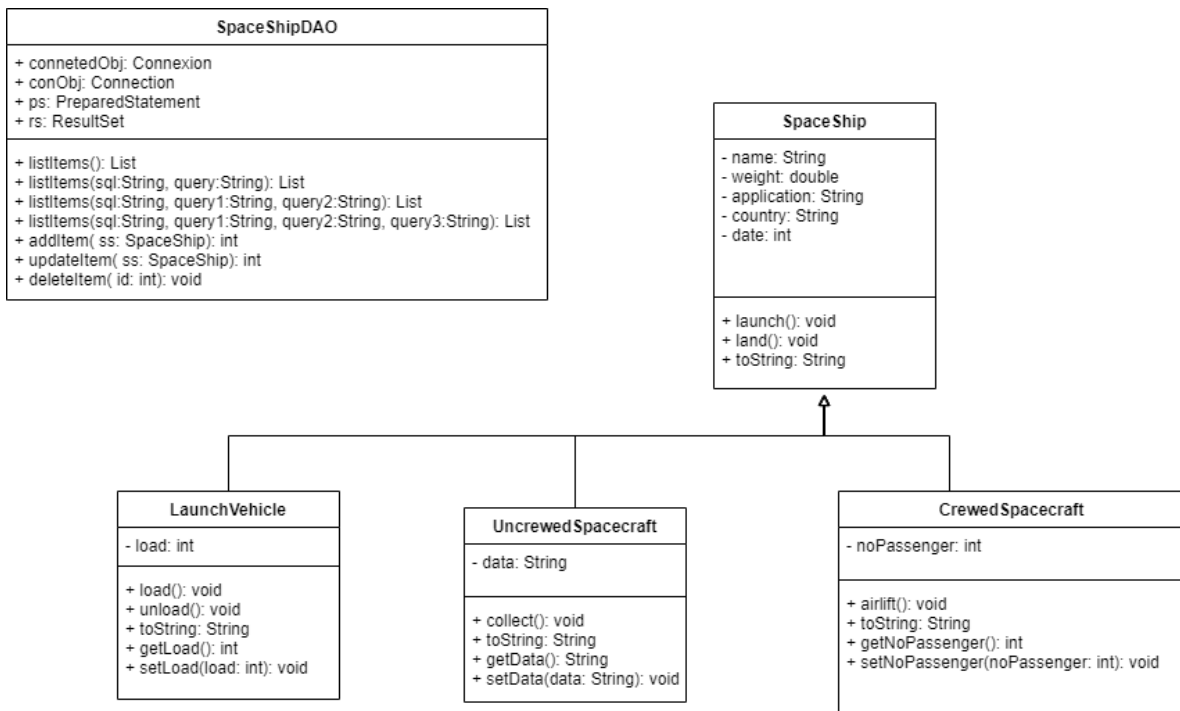 SpaceShipDAO
+ connetedObj: Connexion
+ conObj: Connection
+ ps: PreparedStatement
+ rs: ResultSet
+ listItems(): List
+ listItems(sql:String, query:String): List
+ listItems(sql:String, query1:String, query2:String): List
+ listItems(sql:String, query1:String, query2:String, query3:String): List
+ addItem( ss: SpaceShip): int
+ updateItem( ss: SpaceShip): int
+ deleteItem( id: int): void
SpaceShip
- name: String
- weight: double
- application: String
- country: String
- date: int
+ launch(): void
+ land(): void
+ toString: String
LaunchVehicle
- load: int
+ load(): void
+ unload(): void
+ toString: String
+ getLoad(): int
+ setLoad(load: int): void
UncrewedSpacecraft
- data: String
+ collect(): void
+ toString: String
+ getData(): String
+ setData(data: String): void
CrewedSpacecraft
- noPassenger: int
+ airlift(): void
+ toString: String
+ getNoPassenger(): int
+ setNoPassenger(noPassenger: int): void